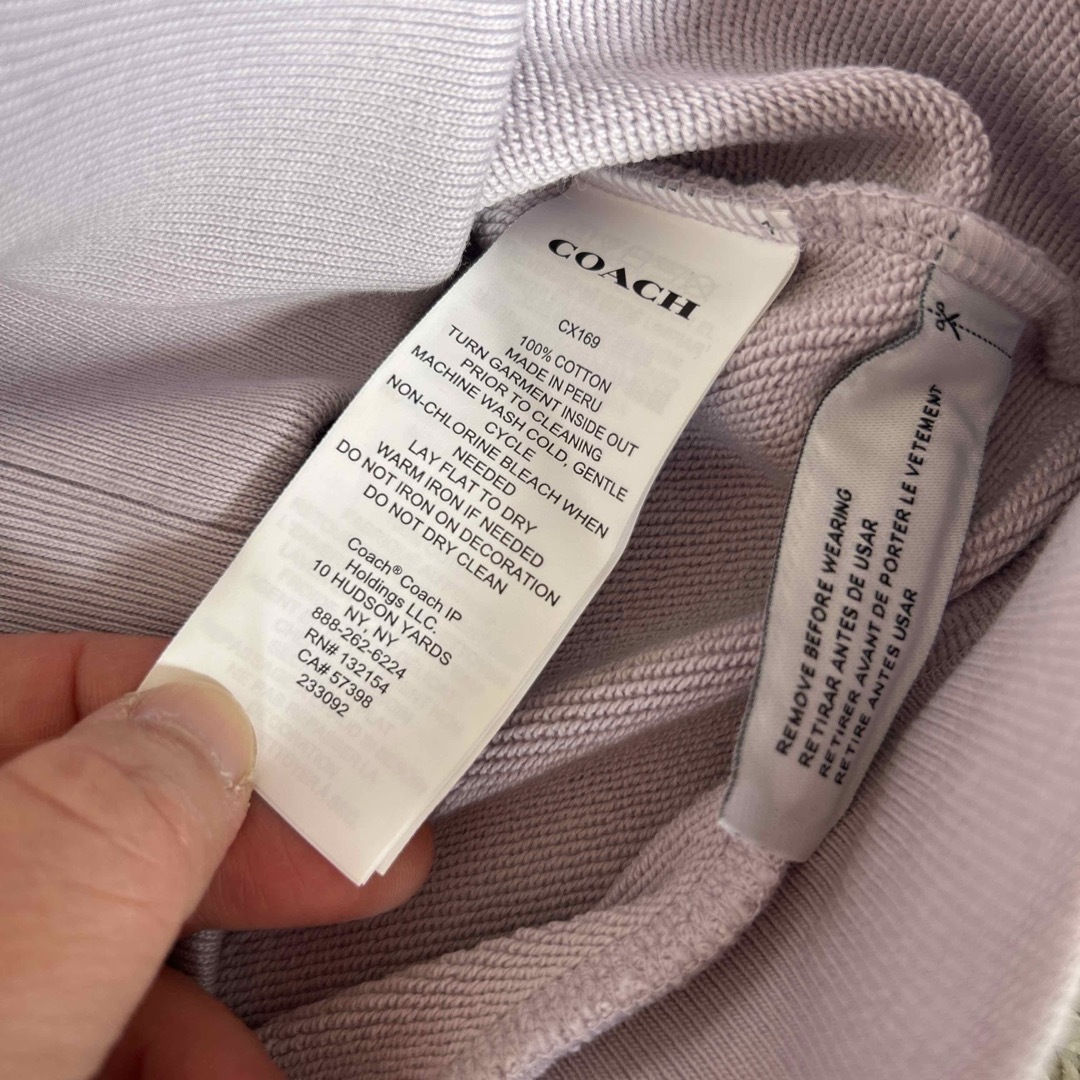 COACH
CX169
100% COTTON
MADE IN PERU
TURN GARMENT INSIDE OUT
PRIOR TO CLEANING
MACHINE WASH COLD, GENTLE
CYCLE
NON-CHLORINE BLEACH WHEN
NEEDED
LAY FLAT TO DRY
WARM IRON IF NEEDED
DO NOT IRON ON DECORATION
DO NOT DRY CLEAN
Coach® Coach IP
Holdings LLC.
10 HUDSON YARDS
NY, NY
888-262-6224
RN# 132154
CA# 57398
233092
REMOVE BEFORE WEARING
RETIRAR ANTES DE USAR
RETIRER AVANT DE PORTER LE VETEMENT
RETIRE ANTES USAR